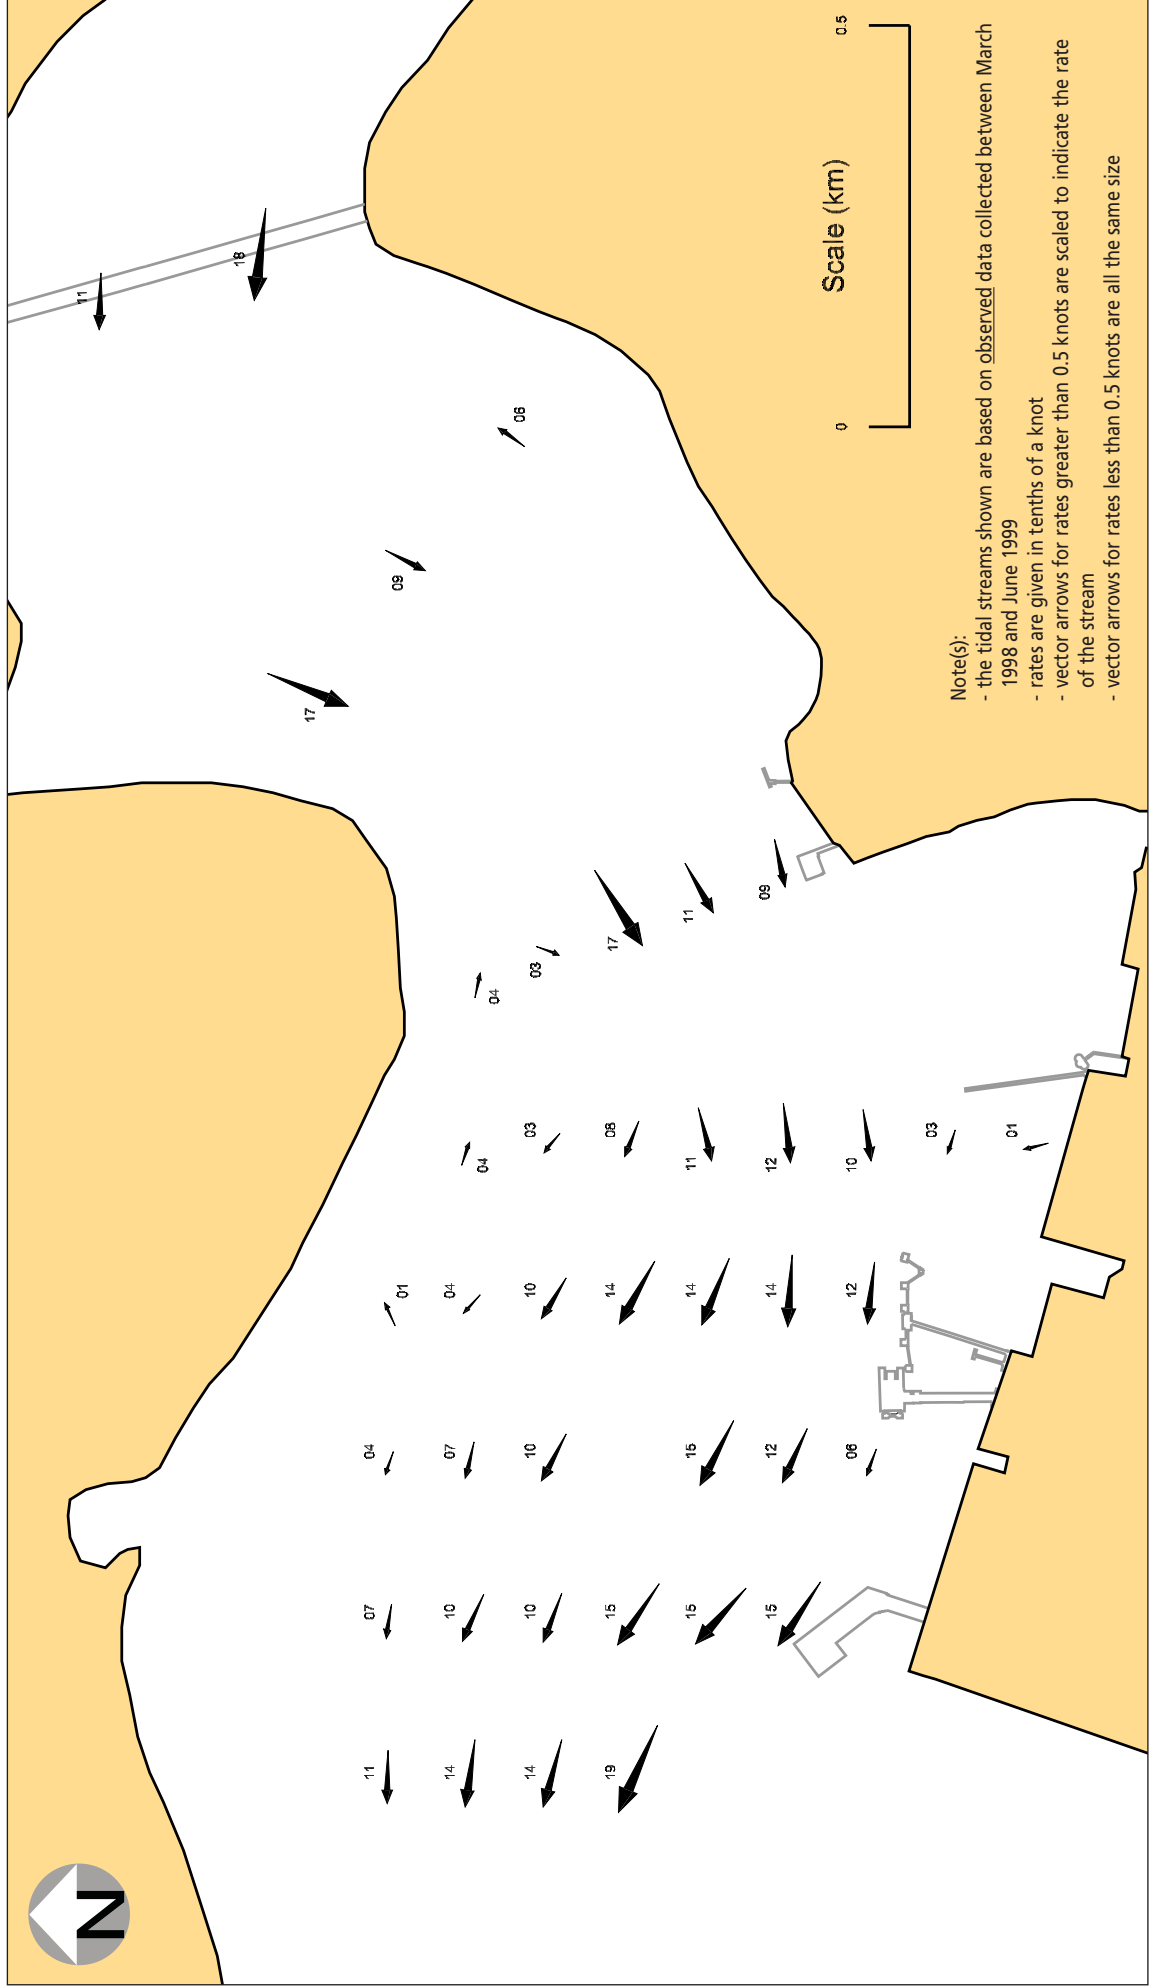 N
11
18
17
11 07 04
09
01
14 10 07 04
04
04
06
14 10 10 10 03 03
19 15 14 08 17
15 15 14 11 11
15 12 14 12 09
06 12 10
03
01
Scale (km)
0 0.5
Note(s):
- the tidal streams shown are based on observed data collected between March
1998 and June 1999
- rates are given in tenths of a knot
- vector arrows for rates greater than 0.5 knots are scaled to indicate the rate
of the stream
- vector arrows for rates less than 0.5 knots are all the same size